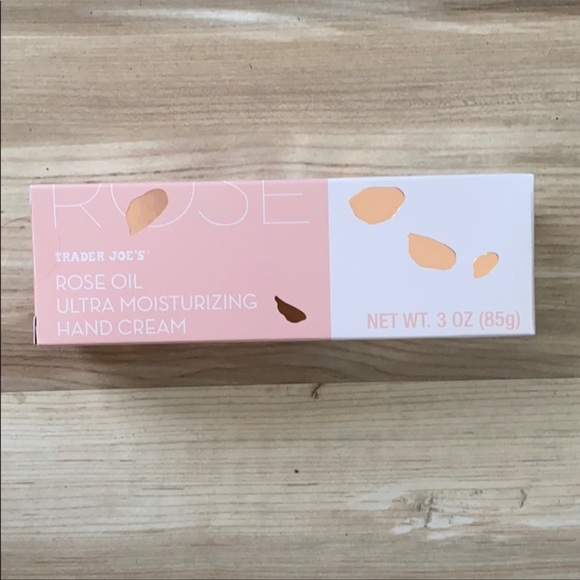 ROSE
TRADER JOE'S
ROSE OIL
ULTRA MOISTURIZING
HAND CREAM
NET WT. 3 OZ (85g)